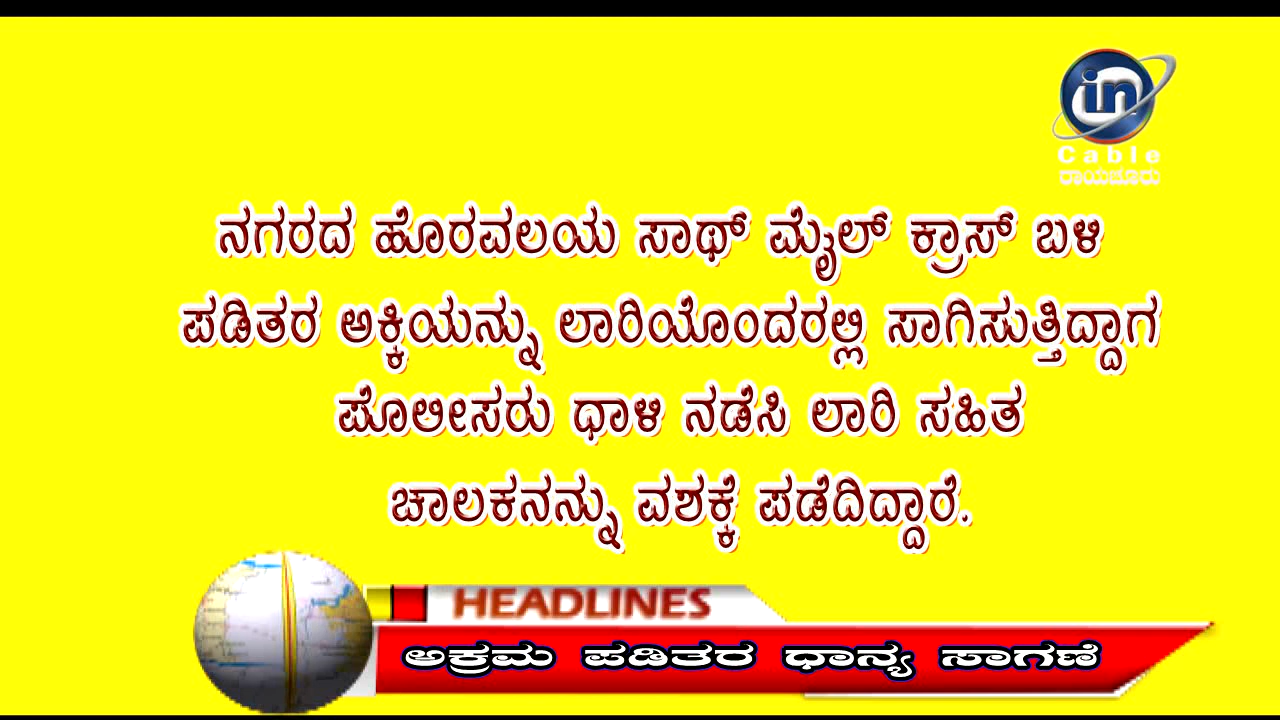 in
Cable
ರಾಯಚೂರು
ನಗರದ ಹೊರವಲಯ ಸಾಥ್ ಮೈಲ್ ಕ್ರಾಸ್ ಬಳಿ
ಪಡಿತರ ಅಕ್ಕಿಯನ್ನು ಲಾರಿಯೊಂದರಲ್ಲಿ ಸಾಗಿಸುತ್ತಿದ್ದಾಗ
ಪೊಲೀಸರು ಧಾಳಿ ನಡೆಸಿ ಲಾರಿ ಸಹಿತ
ಚಾಲಕನನ್ನು ವಶಕ್ಕೆ ಪಡೆದಿದ್ದಾರೆ.
HEADLINES
ಅಕ್ರಮ ಪಡಿತರ ಧಾನ್ಯ ಸಾಗಣೆ